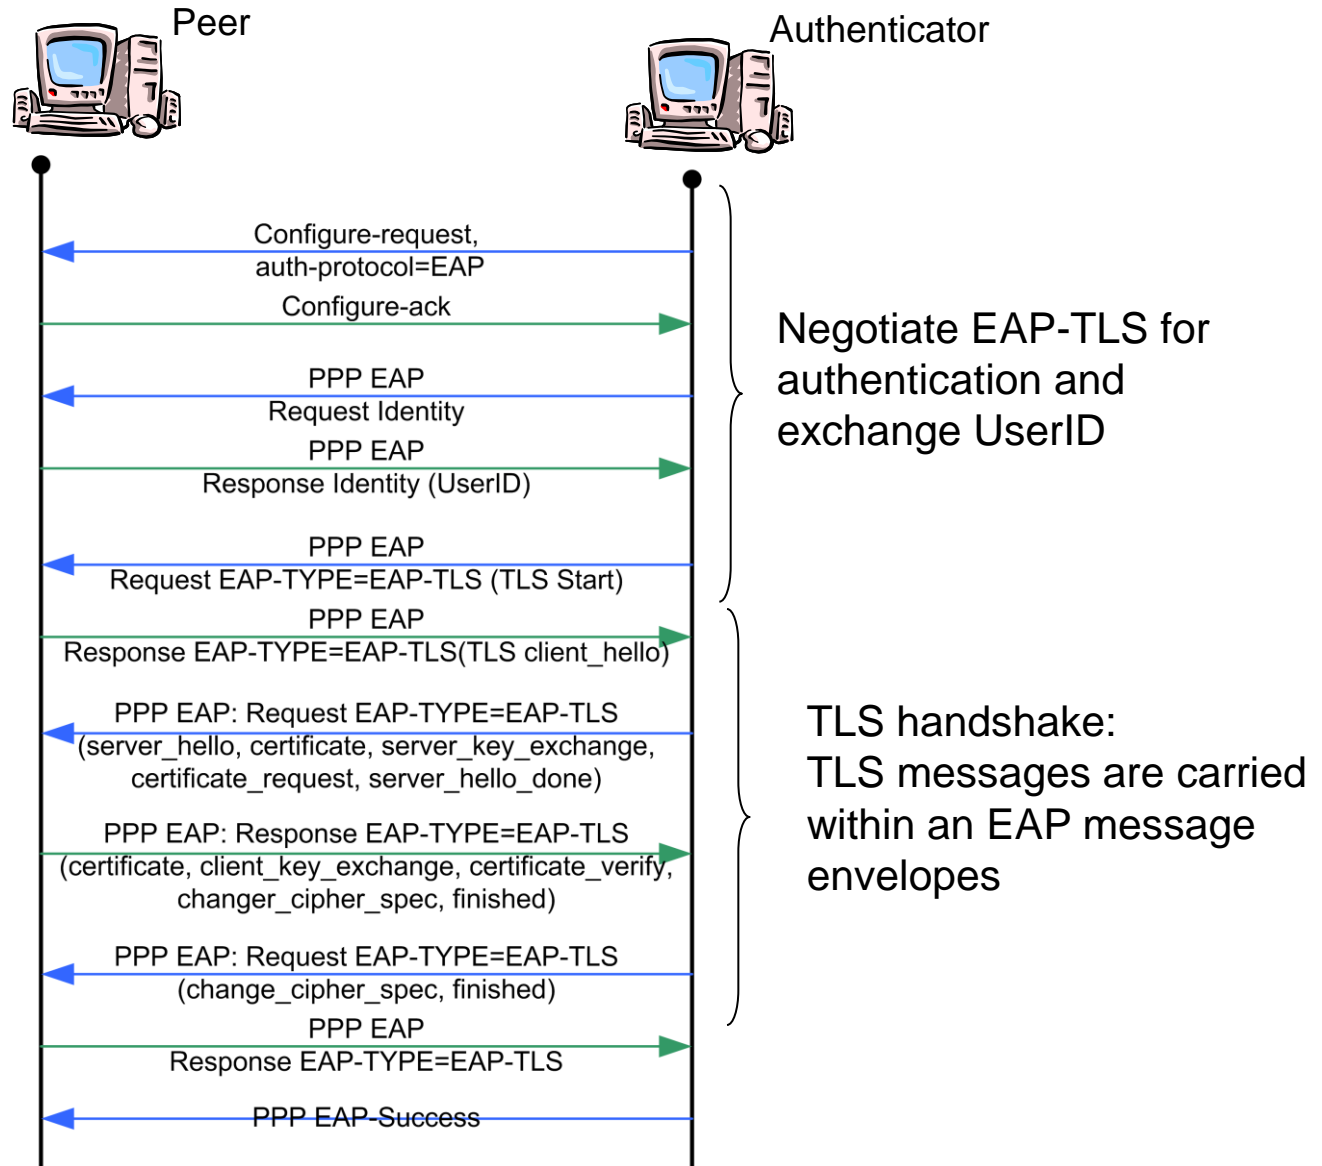 Peer
Authenticator
Configure-request,
auth-protocol=EAP
Configure-ack
PPP EAP
Request Identity
PPP EAP
Response Identity (UserID)
PPP EAP
Request EAP-TYPE=EAP-TLS (TLS Start)
Negotiate EAP-TLS for
authentication and
exchange UserID
PPP EAP
Response EAP-TYPE=EAP-TLS(TLS client_hello)
PPP EAP: Request EAP-TYPE=EAP-TLS
(server_hello, certificate, server_key_exchange,
certificate_request, server_hello_done)
PPP EAP: Response EAP-TYPE=EAP-TLS
(certificate, client_key_exchange, certificate_verify,
changer_cipher_spec, finished)
PPP EAP: Request EAP-TYPE=EAP-TLS
(change_cipher_spec, finished)
TLS handshake:
TLS messages are carried
within an EAP message
envelopes
PPP EAP
Response EAP-TYPE=EAP-TLS
PPP EAP-Success